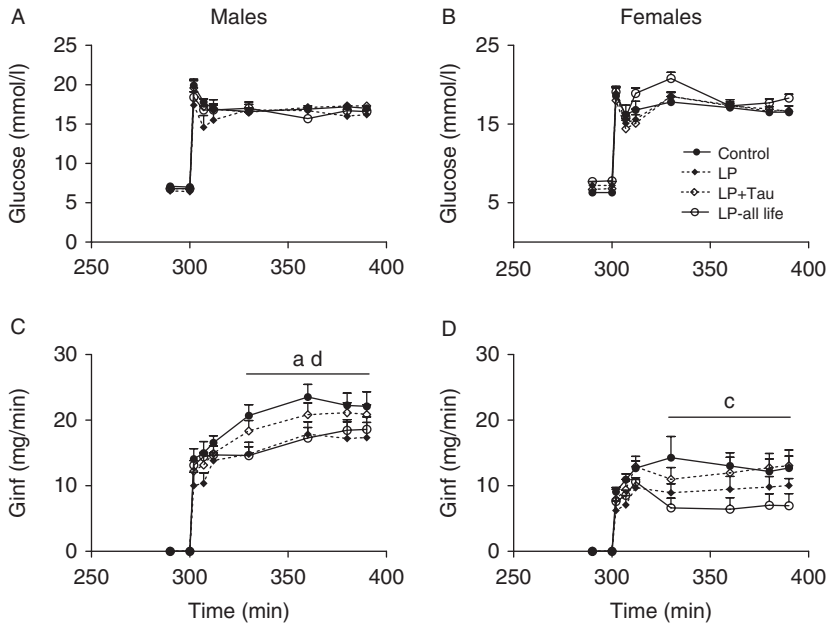 A
Males
B
Females
25
20
15
10
5
0
Glucose (mmol/l)
250
300
350
400
25
15
5
Glucose (mmol/l)
Control
LP
LP+Tau
LP-all life
250
300
350
400
C
30
20
10
0
Ginf (mg/min)
a d
250
300
350
400
Time (min)
D
30
20
10
0
Ginf (mg/min)
c
250
300
350
400
Time (min)